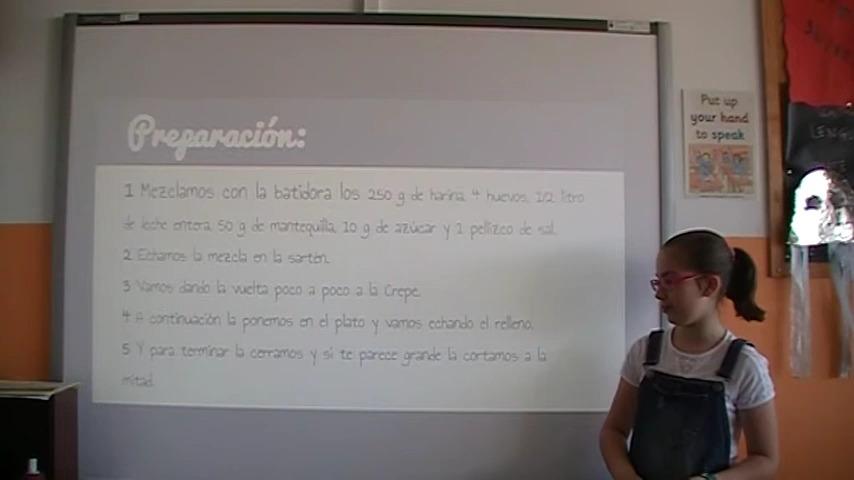 Preparación:
1 Mezclamos con la batidora los 250 g de harina, 4 huevos, 1/2 litro
de leche entera, 50 g de mantequilla, 10 g de azúcar y 1 pellizco de sal.
2 Echamos la mezcla en la sartén.
3 Vamos dando la vuelta poco a poco a la Crepe.
4 A continuación la ponemos en el plato y vamos echando el relleno.
5 Y para terminar la cerramos y si te parece grande la cortamos a la
mitad.
Put up
your hand
to speak